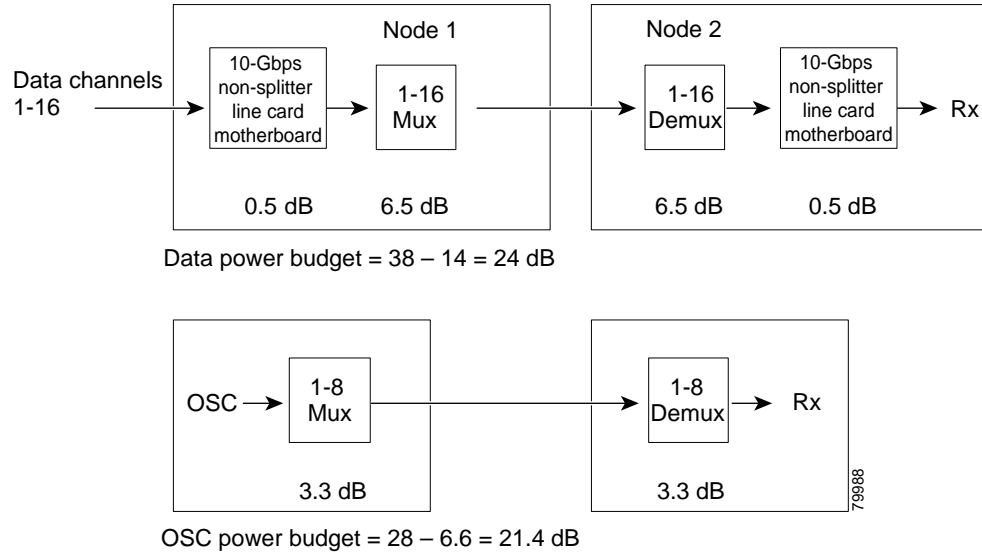 Node 1
Node 2
Data channels
1-16
10-Gbps
non-splitter
line card
motherboard
1-16
Mux
1-16
Demux
10-Gbps
non-splitter
line card
motherboard
Rx
0.5 dB
6.5 dB
6.5 dB
0.5 dB
Data power budget = 38 – 14 = 24 dB
OSC
1-8
Mux
1-8
Demux
Rx
3.3 dB
3.3 dB
79988
OSC power budget = 28 – 6.6 = 21.4 dB